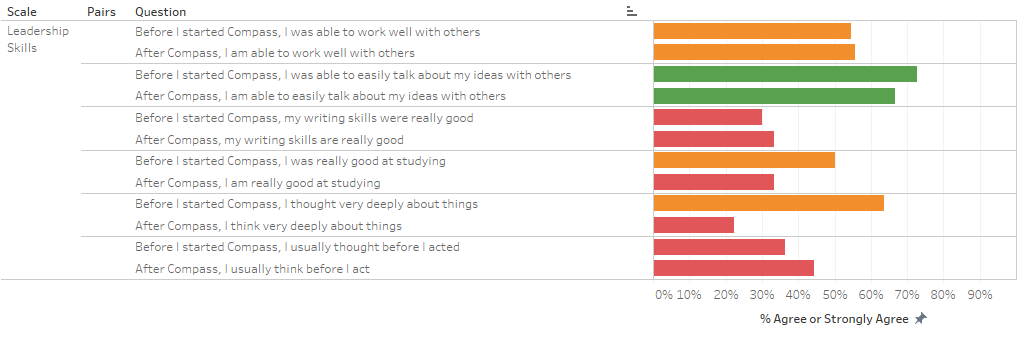 Scale Pairs Question
Leadership Skills
Before I started Compass, I was able to work well with others
After Compass, I am able to work well with others
Before I started Compass, I was able to easily talk about my ideas with others
After Compass, I am able to easily talk about my ideas with others
Before I started Compass, my writing skills were really good
After Compass, my writing skills are really good
Before I started Compass, I was really good at studying
After Compass, I am really good at studying
Before I started Compass, I thought very deeply about things
After Compass, I think very deeply about things
Before I started Compass, I usually thought before I acted
After Compass, I usually think before I act
0% 10% 20% 30% 40% 50% 60% 70% 80% 90%
% Agree or Strongly Agree